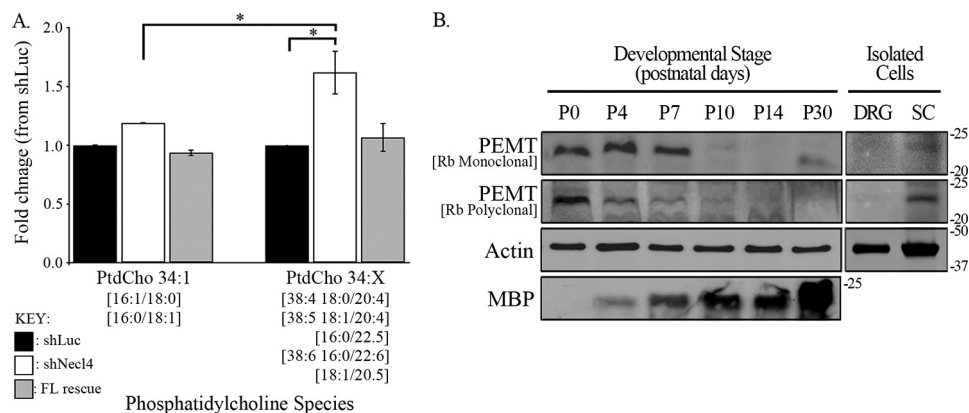 A.
*
*
2.0
1.5
1.0
0.5
0.0
Fold chnage (from shLuc)
PtdCho 34:1
[16:1/18:0]
[16:0/18:1]
PtdCho 34:X
[38:4 18:0/20:4]
[38:5 18:1/20:4]
[16:0/22.5]
[38:6 16:0/22:6]
[18:1/20.5]
KEY:
: shLuc
: shNecl4
: FL rescue
Phosphatidylcholine Species
B.
Developmental Stage
(postnatal days)
Isolated
Cells
P0 P4 P7 P10 P14 P30 DRG SC
PEMT
[Rb Monoclonal]
-25
-20
PEMT
[Rb Polyclonal]
-25
-20
Actin
-50
-37
MBP
-25